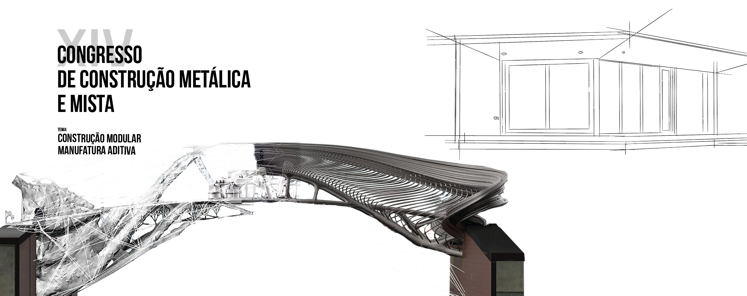 XIV
CONGRESSO
DE CONSTRUÇÃO METÁLICA
E MISTA
TEMA
CONSTRUÇÃO MODULAR
MANUFATURA ADITIVA